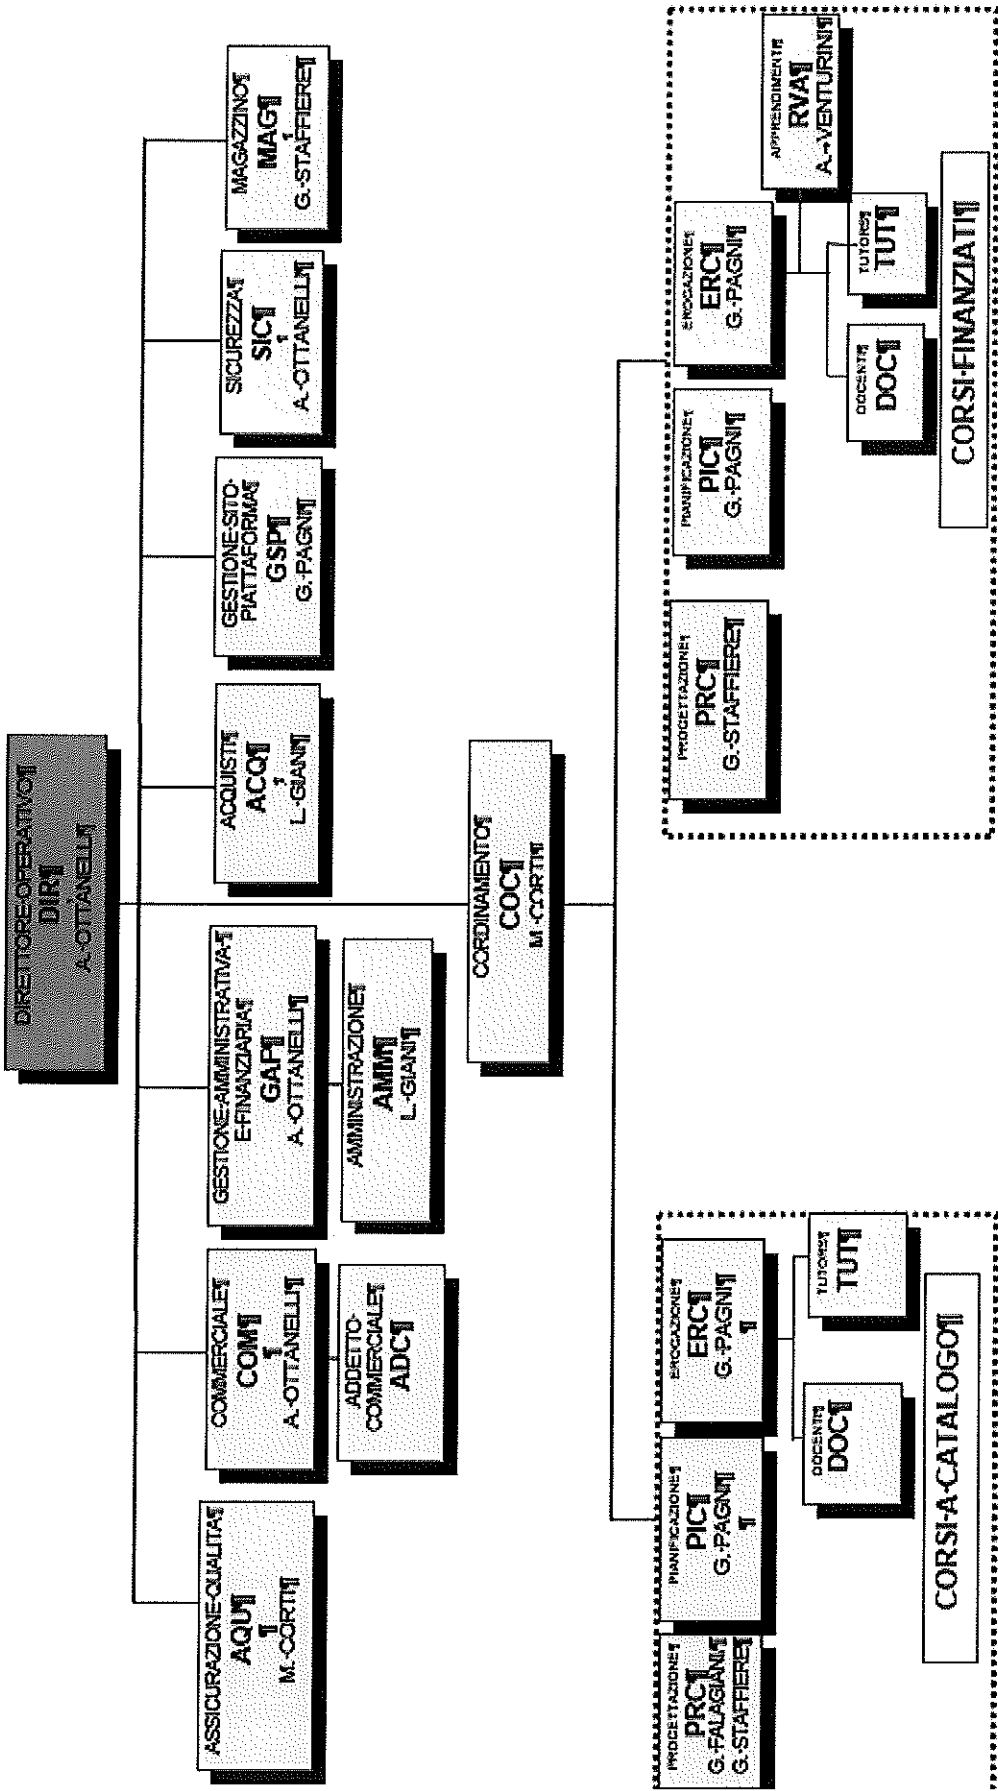 DIRETTORE-OPERATIVO¶
DIR¶
A.-OTTANELLI¶
ASSICURAZIONE-QUALITA¶
AQU¶
¶
M.-CORTI¶
COMMERCIALE¶
COM¶
¶
A.-OTTANELLI¶
GESTIONE-AMMINISTRATIVA-
E-FINANZIARIA¶
GAF¶
A.-OTTANELLI¶
ACQUISTI¶
ACQ¶
¶
L.-GIANI¶
GESTIONE-SITO-
PIATTAFORMA¶
GSP¶
G.-PAGNI¶
SICUREZZA¶
SIC¶
¶
A.-OTTANELLI¶
MAGAZZINO¶
MAG¶
¶
G.-STAFFIERE¶
ADDETTO-
COMMERCIALE¶
ADC¶
AMMINISTRAZIONE¶
AMM¶
L.-GIANI¶
CORDINAMENTO¶
COC¶
M.-CORTI¶
PROGETTAZIONE¶
PRC¶
G.-FALAGIANI¶
G.-STAFFIERE¶
PIANIFICAZIONE¶
PIC¶
G.-PAGNI¶
¶
EROGAZIONE¶
ERC¶
G.-PAGNI¶
¶
DOCENTI¶
DOC¶
TUTORS¶
TUT¶
CORSI-A-CATALOGO¶
PROGETTAZIONE¶
PRC¶
G.-STAFFIERE¶
PIANIFICAZIONE¶
PIC¶
G.-PAGNI¶
EROGAZIONE¶
ERC¶
G.-PAGNI¶
APPRENDIMENTI
RVA¶
A.-VENTURINI
DOCENTI¶
DOC¶
TUTORS¶
TUT¶
CORSI-FINANZIATI¶